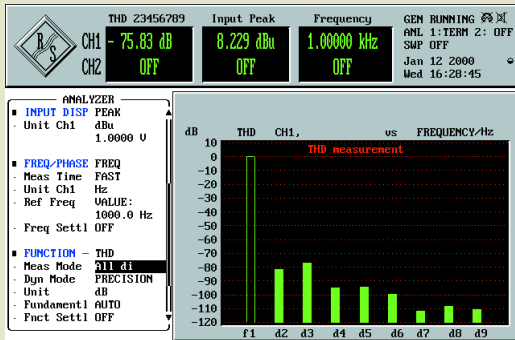 THD 23456789 Input Peak Frequency
R S
CH1 - 75.83 dB 8.229 dBu 1.00000 kHz
CH2 OFF OFF OFF
GEN RUNNING
ANL 1:TERM 2: OFF
SWP OFF
Jan 12 2000
Wed 16:28:45
ANALYZER
INPUT DISP PEAK
Unit Ch1 dBu
1.0000 V
FREQ/PHASE FREQ
Meas Time FAST
Unit Ch1 Hz
Ref Freq VALUE:
1000.0 Hz
Freq Settl OFF
FUNCTION - THD
Meas Mode All di
Dyn Mode PRECISION
Unit dB
Fundamentl AUTO
Fnct Settl OFF
dB THD CH1, vs FREQUENCY/Hz
THD measurement
10
0
-10
-20
-30
-40
-50
-60
-70
-80
-90
-100
-110
-120
f1 d2 d3 d4 d5 d6 d7 d8 d9